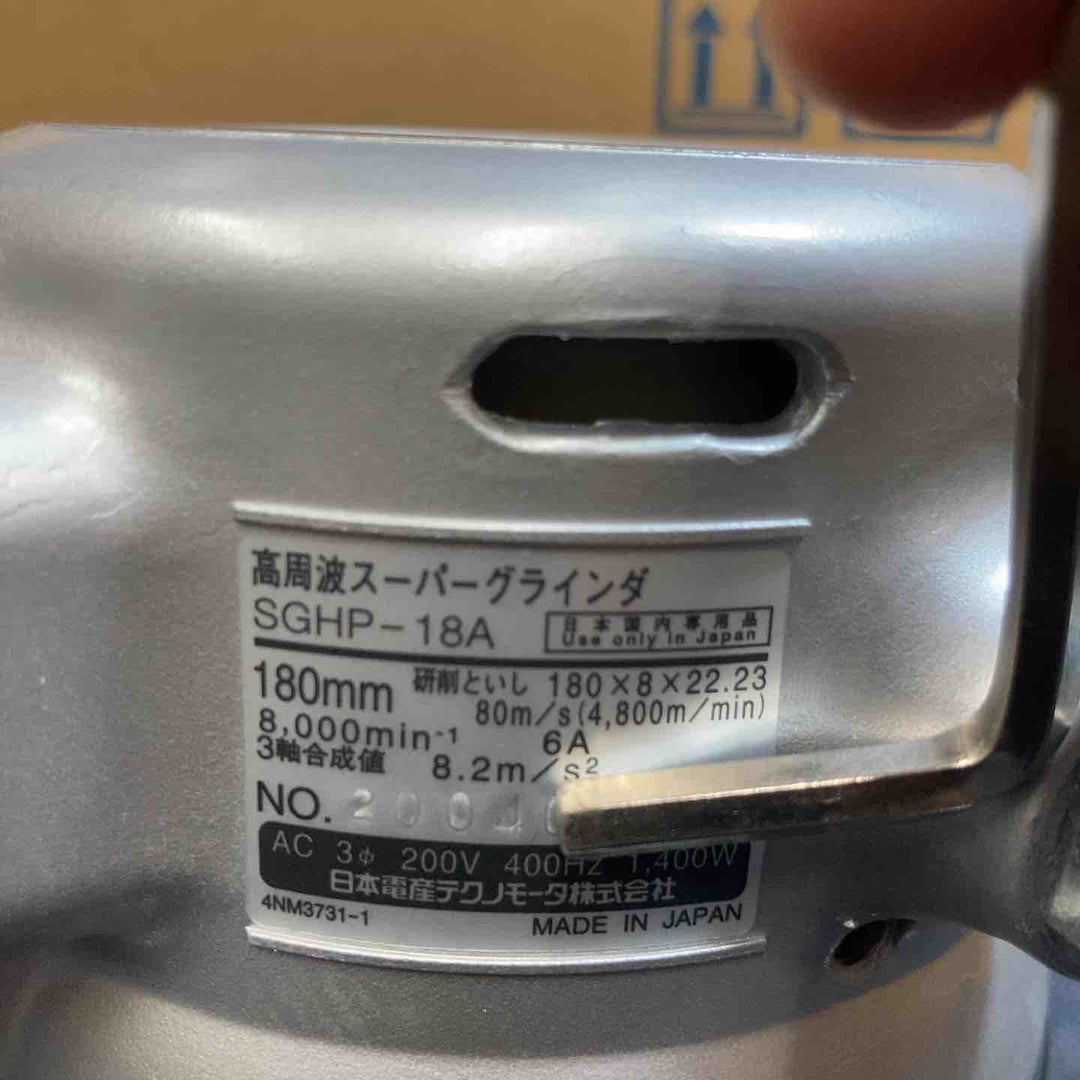 高周波スーパーグラインダ
SGHP-18A
日本国内専用品
Use only in Japan
180mm 研削といし 180×8×22.23
80m/s(4,800m/min)
8,000min⁻¹ 6A
3軸合成値 8.2m/s²
NO. 2004
AC 3φ 200V 400Hz 1,400W
日本電産テクノモータ株式会社
4NM3731-1 MADE IN JAPAN